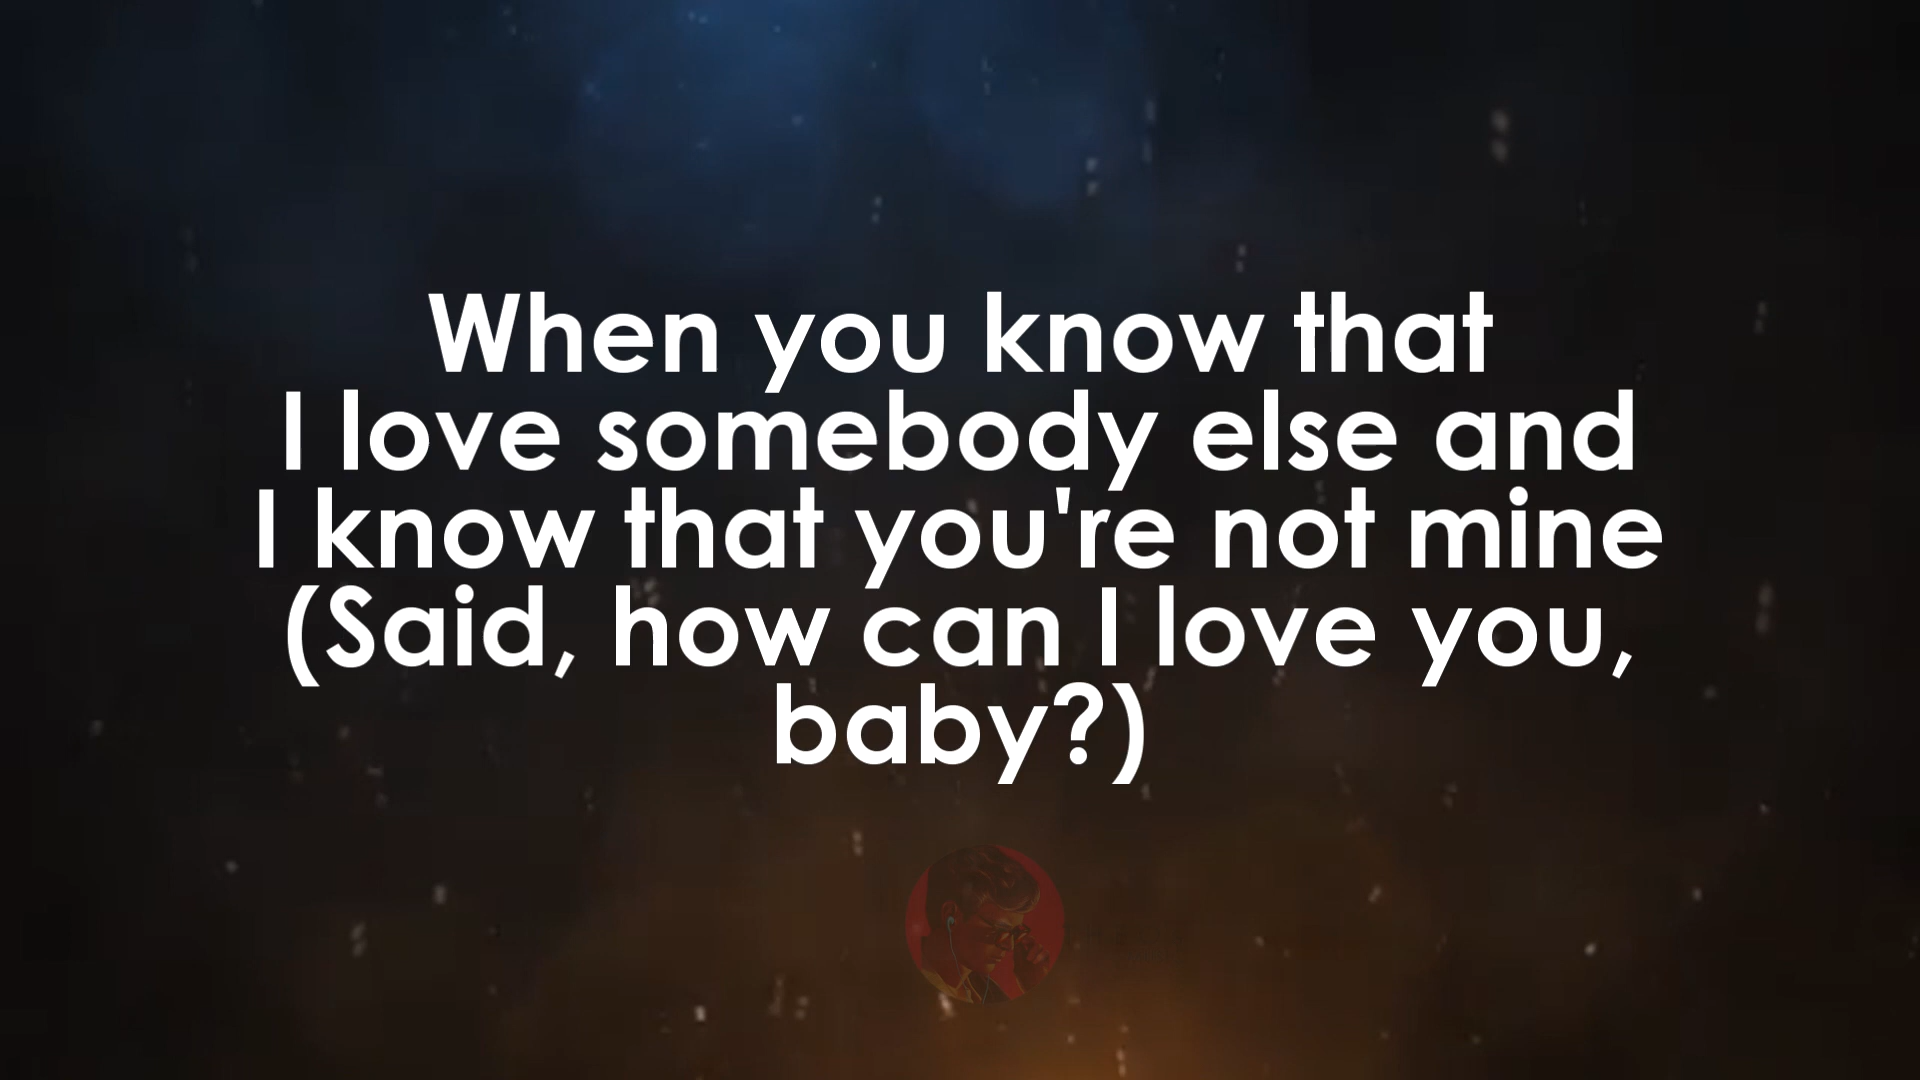 When you know that
I love somebody else and
I know that you're not mine
(Said, how can I love you,
baby?)